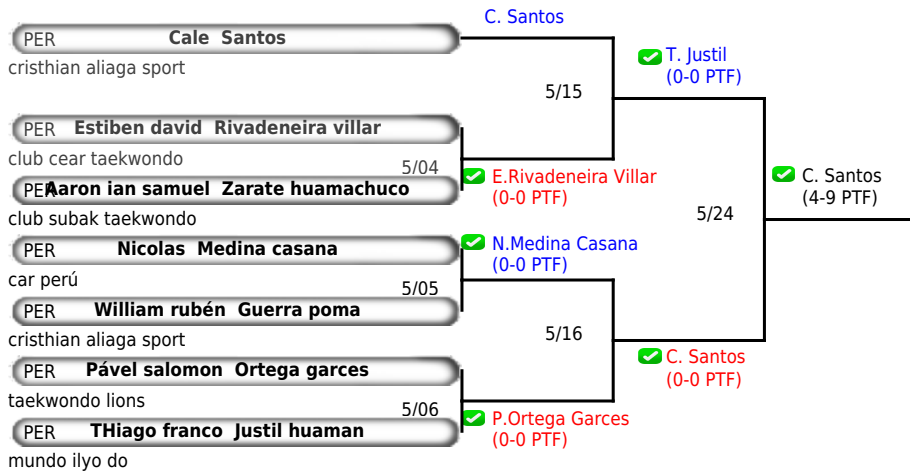 C. Santos
PER Cale Santos
cristhian aliaga sport
T. Justil
(0-0 PTF)
5/15
PER Estiben david Rivadeneira villar
club cear taekwondo
5/04
E.Rivadeneira Villar
(0-0 PTF)
PER Aaron ian samuel Zarate huamachuco
club subak taekwondo
C. Santos
(4-9 PTF)
5/24
PER Nicolas Medina casana
N.Medina Casana
(0-0 PTF)
car perú
5/05
PER William rubén Guerra poma
cristhian aliaga sport
5/16
C. Santos
(0-0 PTF)
PER Pável salomon Ortega garces
taekwondo lions
5/06
P.Ortega Garces
(0-0 PTF)
PER THiago franco Justil huaman
mundo ilyo do